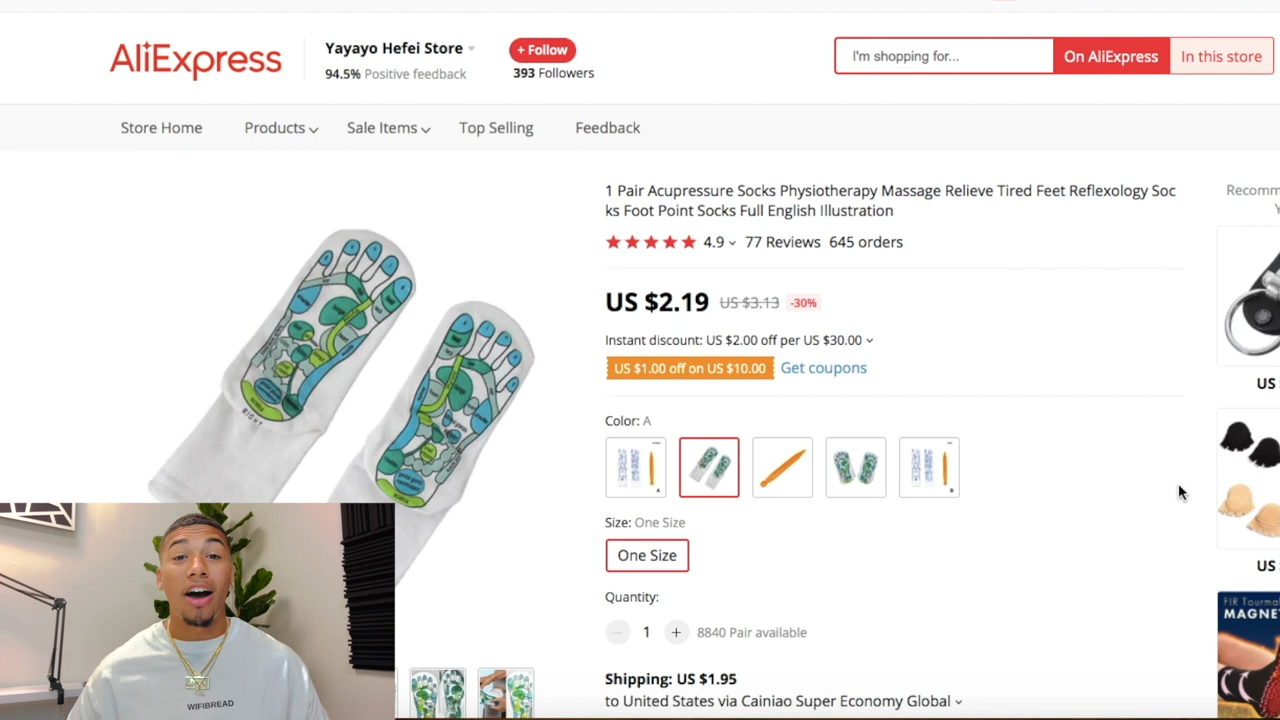 AliExpress
Yayayo Hefei Store
+ Follow
94.5% Positive feedback
393 Followers
I'm shopping for...
On AliExpress
In this store
Store Home
Products
Sale Items
Top Selling
Feedback
1 Pair Acupressure Socks Physiotherapy Massage Relieve Tired Feet Reflexology Soc
ks Foot Point Socks Full English Illustration
4.9
77 Reviews
645 orders
US $2.19
US $3.13
-30%
Instant discount: US $2.00 off per US $30.00
US $1.00 off on US $10.00
Get coupons
Color: A
Size: One Size
One Size
Quantity:
1
8840 Pair available
Shipping: US $1.95
to United States via Cainiao Super Economy Global
Recomm
Y
US
US
FIR Tourma
MAGNE
RIGHT
WIFIBREAD